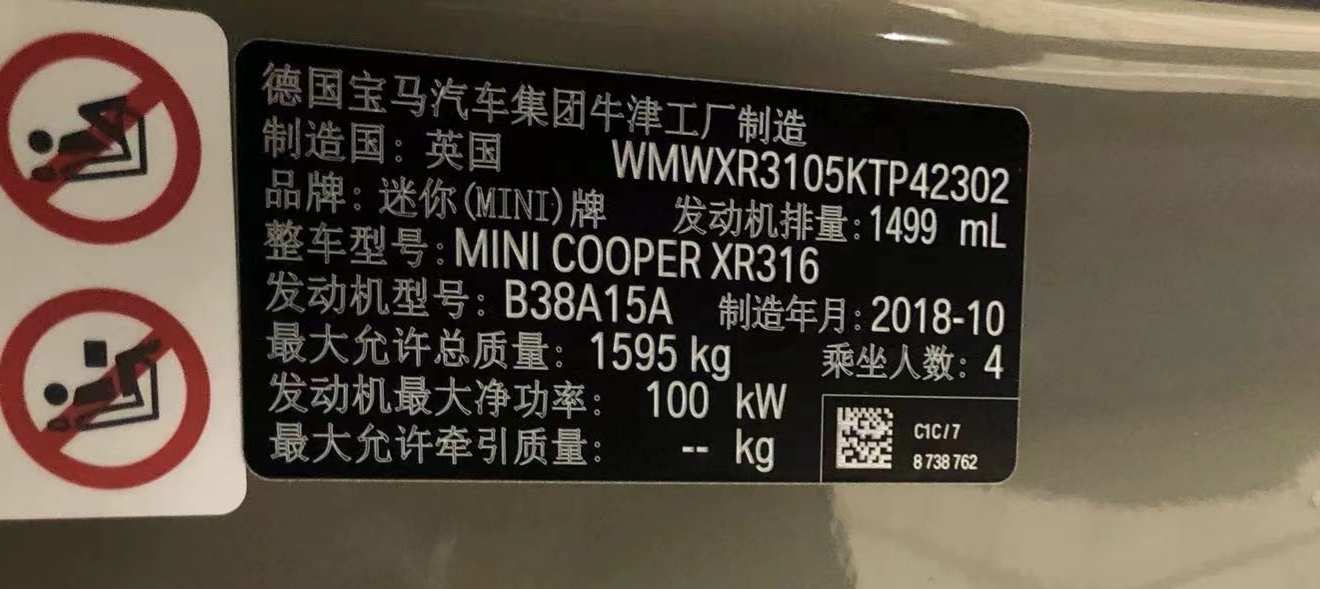 德国宝马汽车集团牛津工厂制造
制造国：英国 WMWXR3105KTP42302
品牌：迷你(MINI)牌 发动机排量：1499 mL
整车型号：MINI COOPER XR316
发动机型号：B38A15A 制造年月：2018-10
最大允许总质量：1595 kg 乘坐人数：4
发动机最大净功率：100 kW
最大允许牵引质量：-- kg
C1C/7
8 738 762